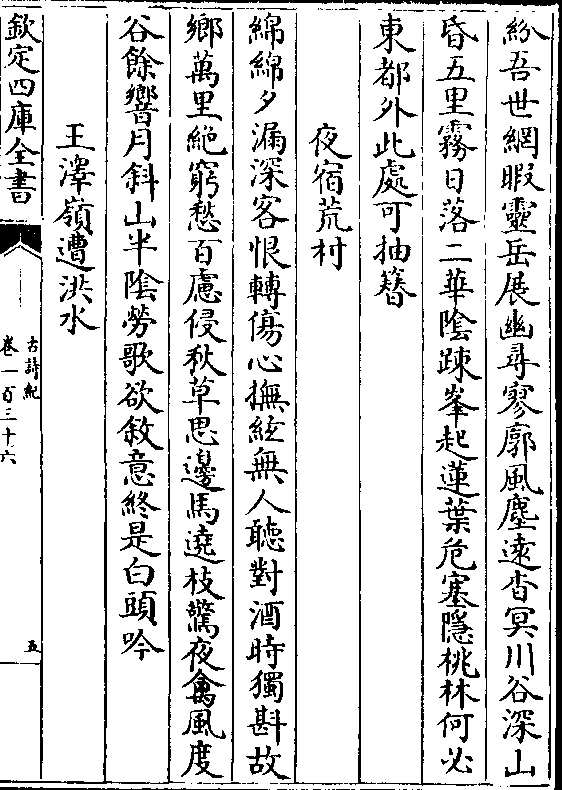 紛吾世網暇靈岳展幽尋寥廓風塵遠杳冥川谷深山
昏五里霧日落二華陰疎峯起蓮葉危塞隱桃林何必
東都外此處可抽簪
夜宿荒村
綿綿夕漏深客恨轉傷心撫絃無人聽對酒時獨斟故
鄉萬里絶窮愁百慮侵秋草思邊馬遶枝驚夜禽風度
谷餘響月斜山半陰勞歌欲敘意終是白頭吟
王澤嶺遭洪水
欽定四庫全書
古詩紀
卷一百三十六
五